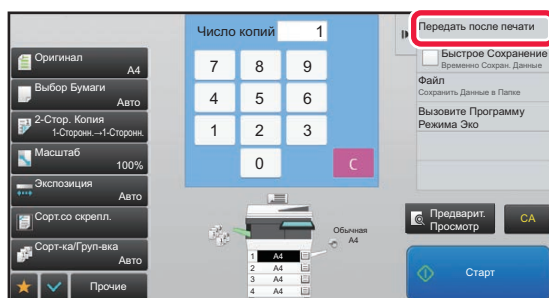 Число копий 1
Передать после печати
Быстрое Сохранение
Временно Сохран. Данные
Файл
Сохранить Данные в Папке
Вызовите Программу
Режима Эко
Оригинал
A4
Выбор Бумаги
Авто
2-Стор. Копия
1-Сторонн.→1-Сторонн.
Масштаб
100%
Экспозиция
Авто
Сорт.со скрепл.
Сорт-ка/Груп-вка
Авто
Прочие
7 8 9
4 5 6
1 2 3
0 C
Обычная
A4
1 A4
2 A4
3 A4
4 A4
Предварит.
Просмотр
CA
Старт